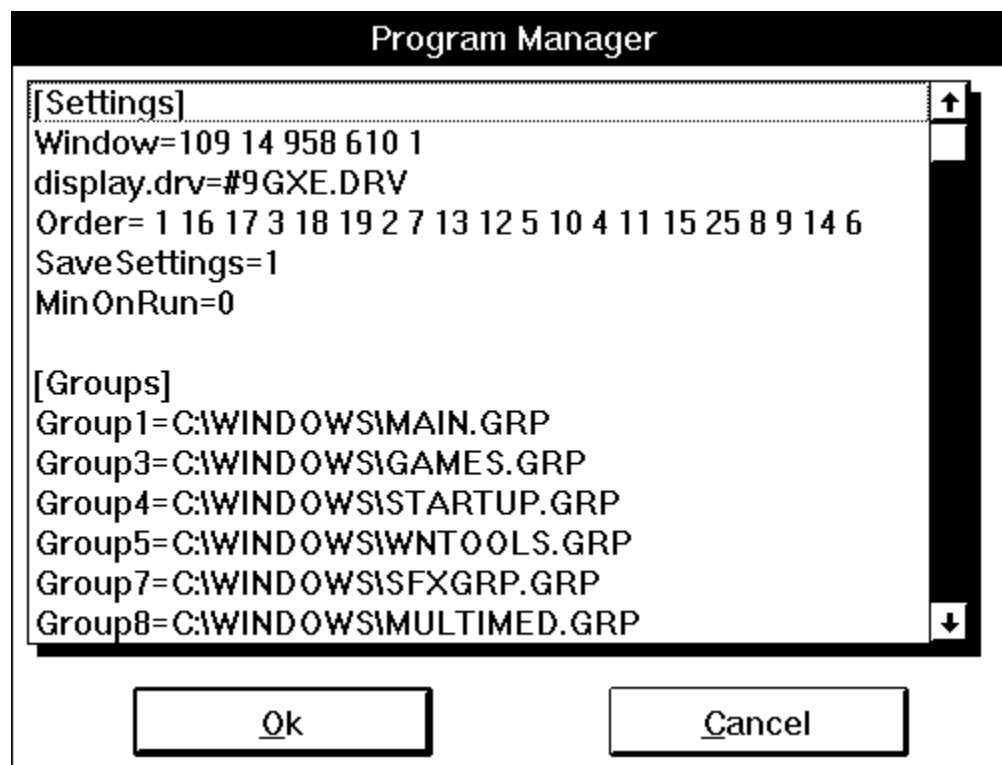 Program Manager
[Settings]
Window=109 14 958 610 1
display.drv=#9GXE.DRV
Order= 1 16 17 3 18 19 2 7 13 12 5 10 4 11 15 25 8 9 14 6
SaveSettings=1
MinOnRun=0
[Groups]
Group1=C:\WINDOWS\MAIN.GRP
Group3=C:\WINDOWS\GAMES.GRP
Group4=C:\WINDOWS\STARTUP.GRP
Group5=C:\WINDOWS\WNTOOLS.GRP
Group7=C:\WINDOWS\SFXGRP.GRP
Group8=C:\WINDOWS\MULTIMED.GRP
Ok
Cancel